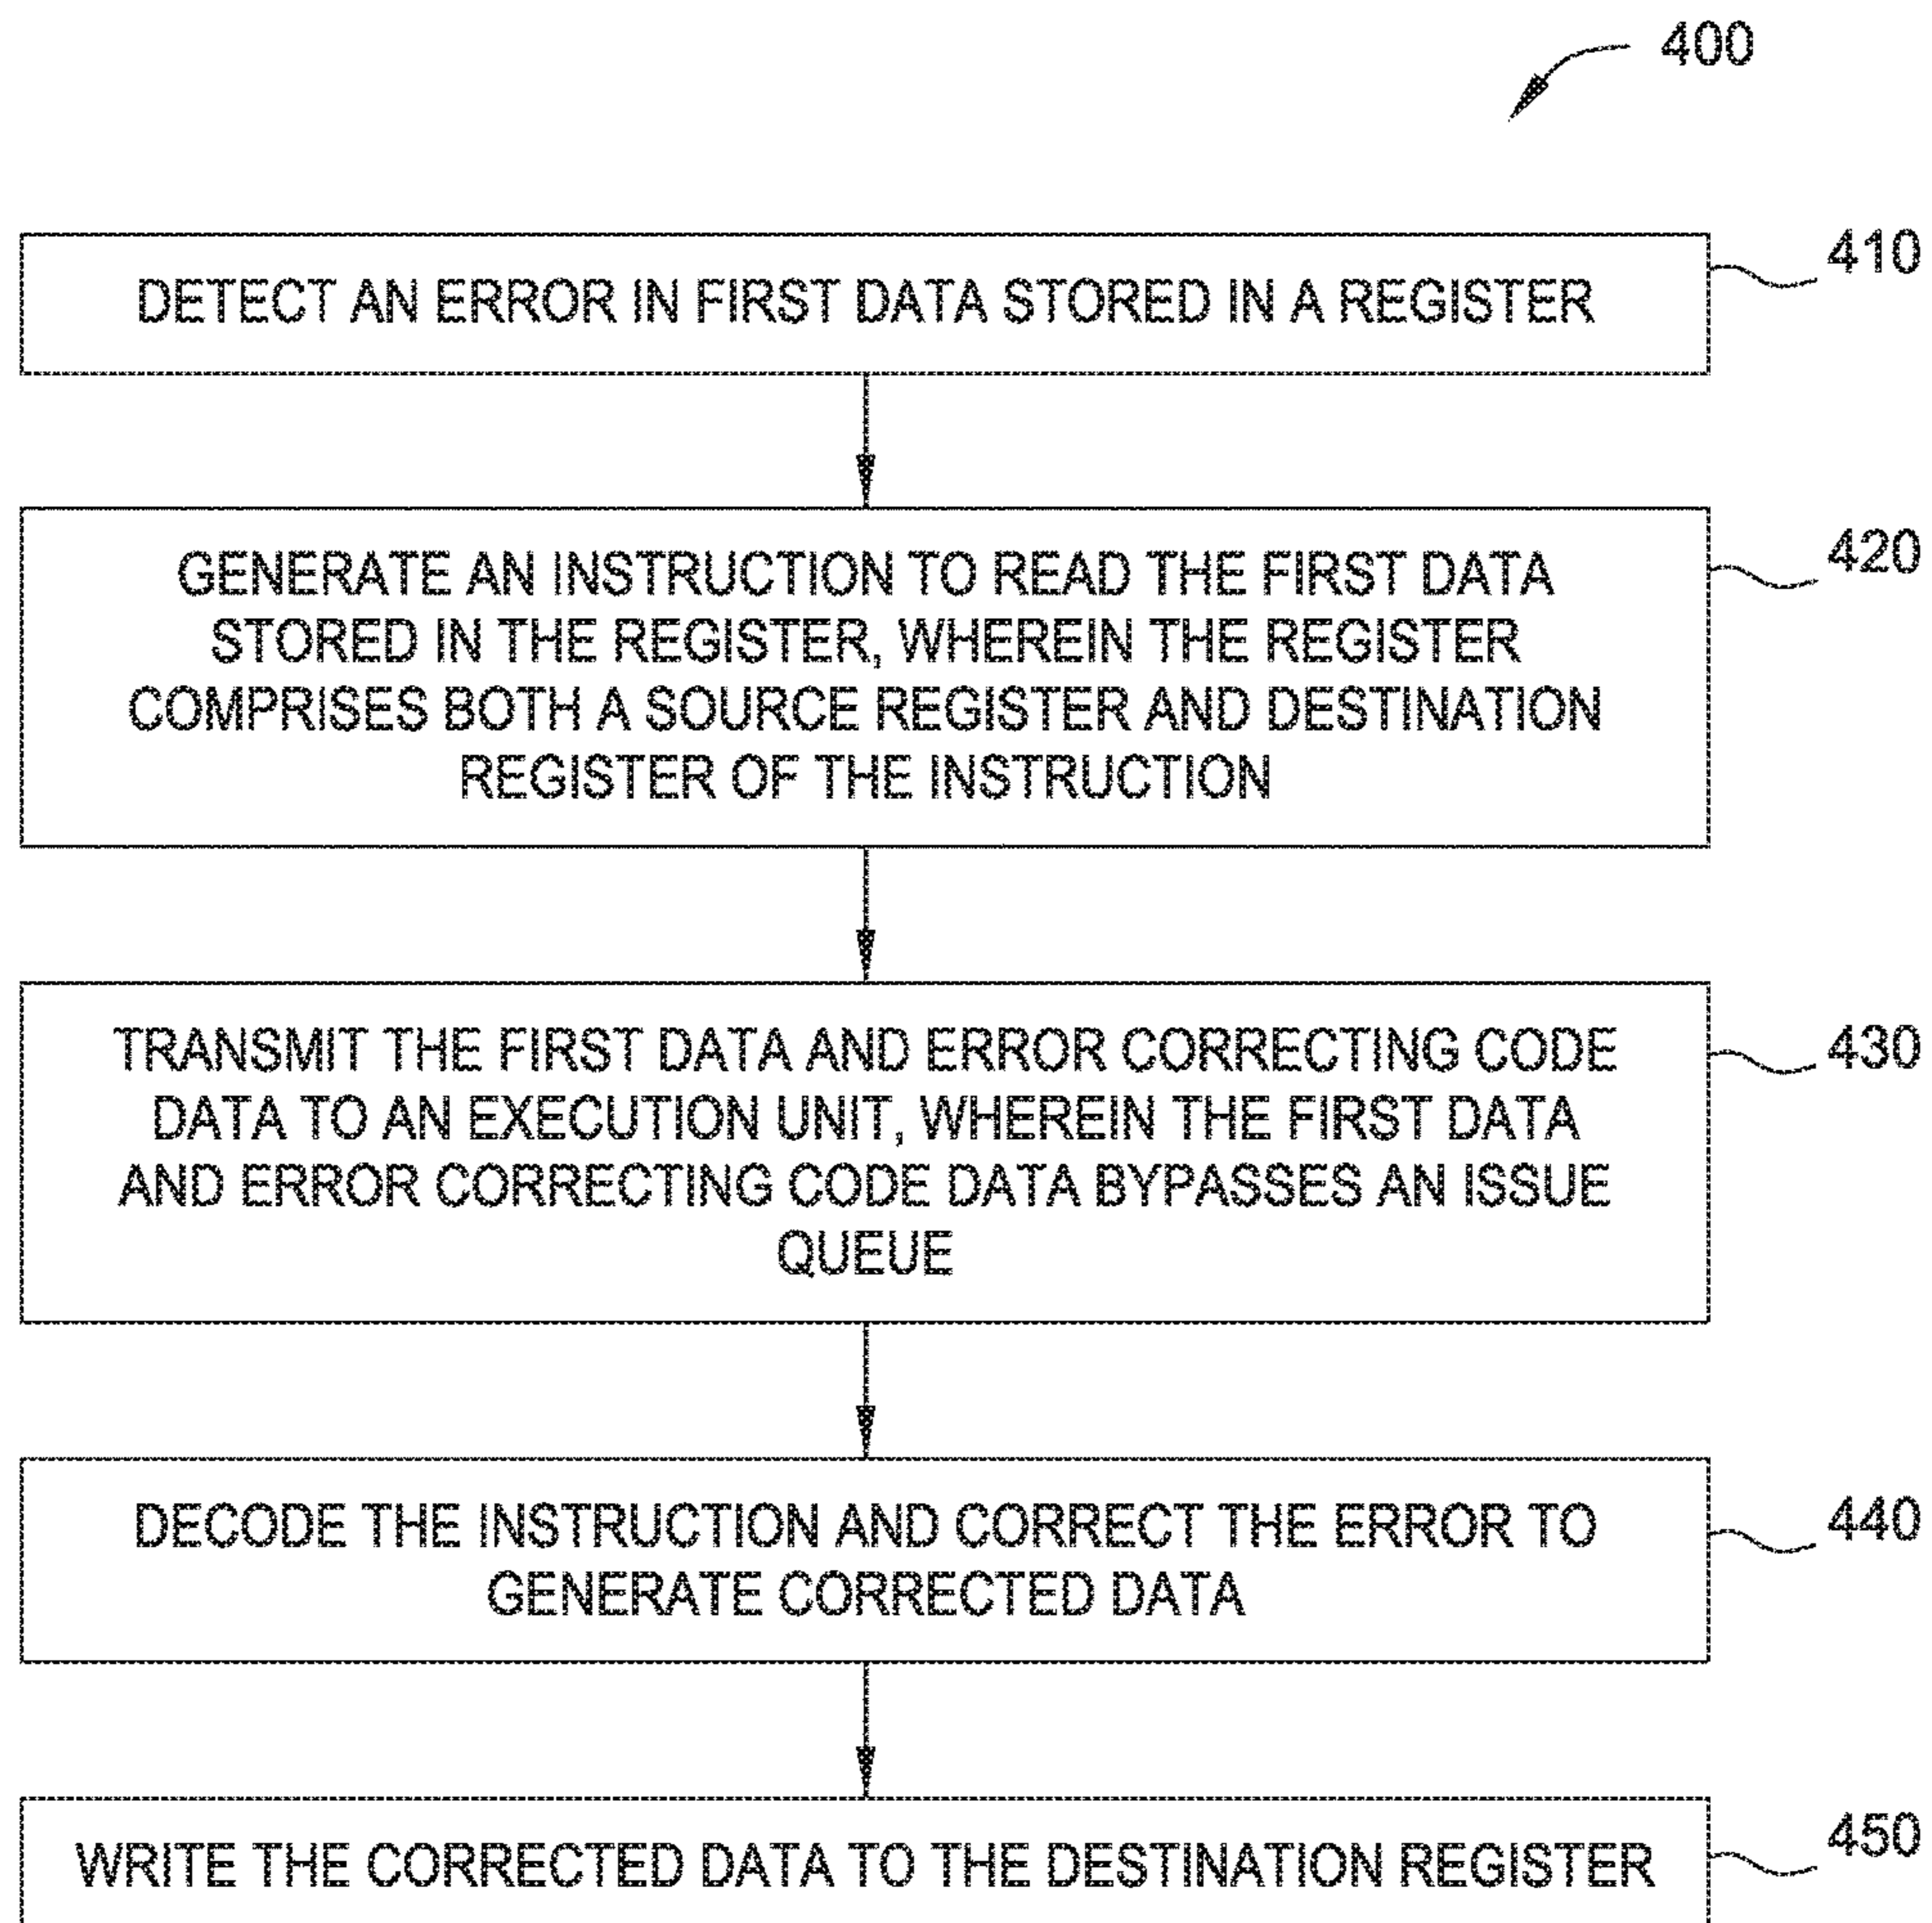 400
DETECT AN ERROR IN FIRST DATA STORED IN A REGISTER
410
GENERATE AN INSTRUCTION TO READ THE FIRST DATA
STORED IN THE REGISTER, WHEREIN THE REGISTER
COMPRISES BOTH A SOURCE REGISTER AND DESTINATION
REGISTER OF THE INSTRUCTION
420
TRANSMIT THE FIRST DATA AND ERROR CORRECTING CODE
DATA TO AN EXECUTION UNIT, WHEREIN THE FIRST DATA
AND ERROR CORRECTING CODE DATA BYPASSES AN ISSUE
QUEUE
430
DECODE THE INSTRUCTION AND CORRECT THE ERROR TO
GENERATE CORRECTED DATA
440
WRITE THE CORRECTED DATA TO THE DESTINATION REGISTER
450